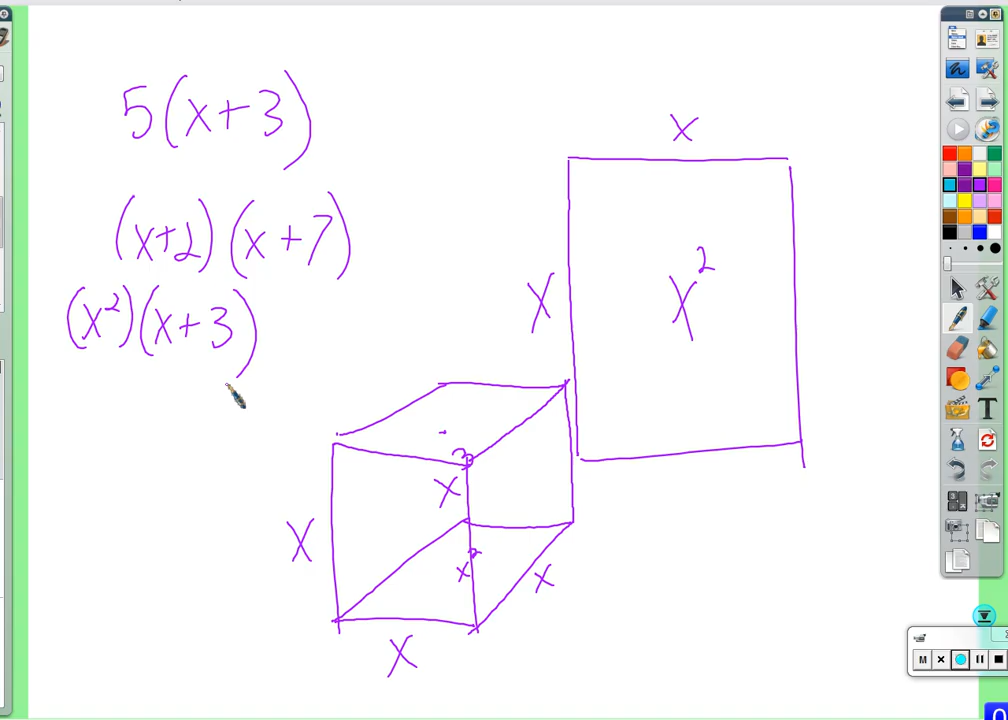 5(x+3)
(x+2)(x+7)
(x²)(x+3)
x
x
x²
x³
x
x²
x
x
T
M